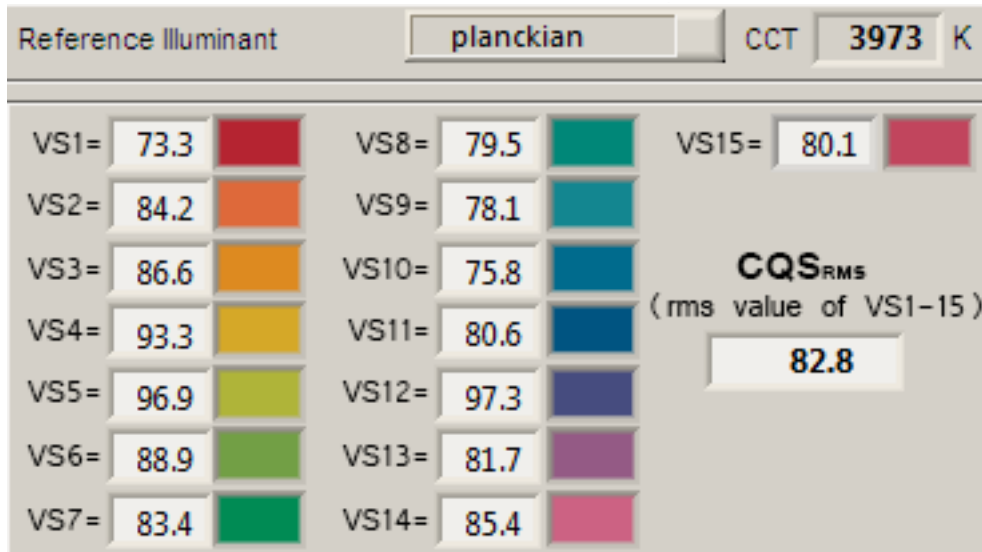 Reference Illuminant planckian CCT 3973 K
VS1= 73.3 VS8= 79.5 VS15= 80.1
VS2= 84.2 VS9= 78.1
VS3= 86.6 VS10= 75.8 CQSRMS
VS4= 93.3 VS11= 80.6 (rms value of VS1-15)
VS5= 96.9 VS12= 97.3 82.8
VS6= 88.9 VS13= 81.7
VS7= 83.4 VS14= 85.4